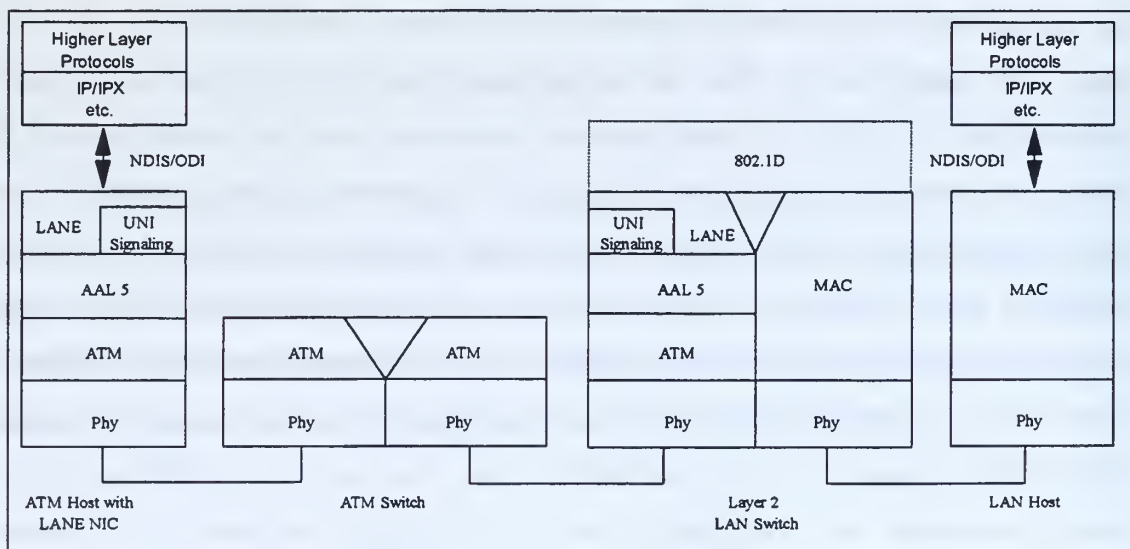 Higher Layer
Protocols
IP/IPX
etc.
NDIS/ODI
LANE
UNI
Signaling
AAL 5
ATM
Phy
ATM Host with
LANE NIC
ATM
ATM
Phy
Phy
ATM Switch
802.1D
UNI
Signaling
LANE
AAL 5
MAC
ATM
Phy
Phy
Layer 2
LAN Switch
Higher Layer
Protocols
IP/IPX
etc.
NDIS/ODI
MAC
Phy
LAN Host